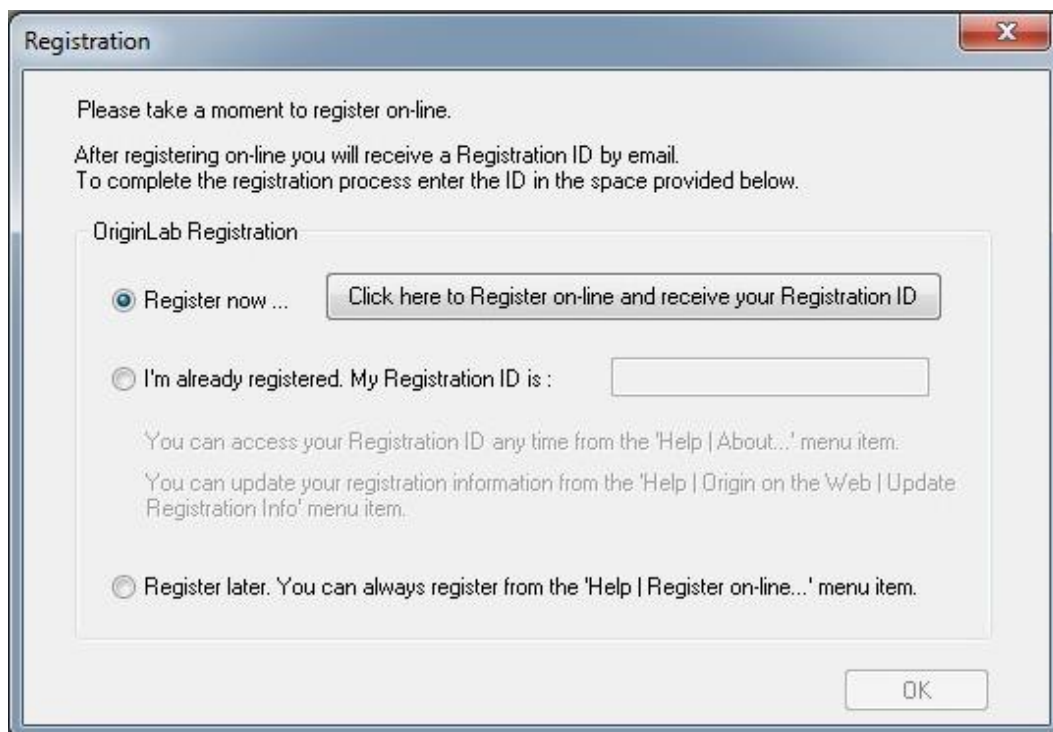 Registration
Please take a moment to register on-line.
After registering on-line you will receive a Registration ID by email.
To complete the registration process enter the ID in the space provided below.
OriginLab Registration
Register now ...
Click here to Register on-line and receive your Registration ID
I'm already registered. My Registration ID is :
You can access your Registration ID any time from the 'Help | About...' menu item.
You can update your registration information from the 'Help | Origin on the Web | Update
Registration Info' menu item.
Register later. You can always register from the 'Help | Register on-line...' menu item.
OK